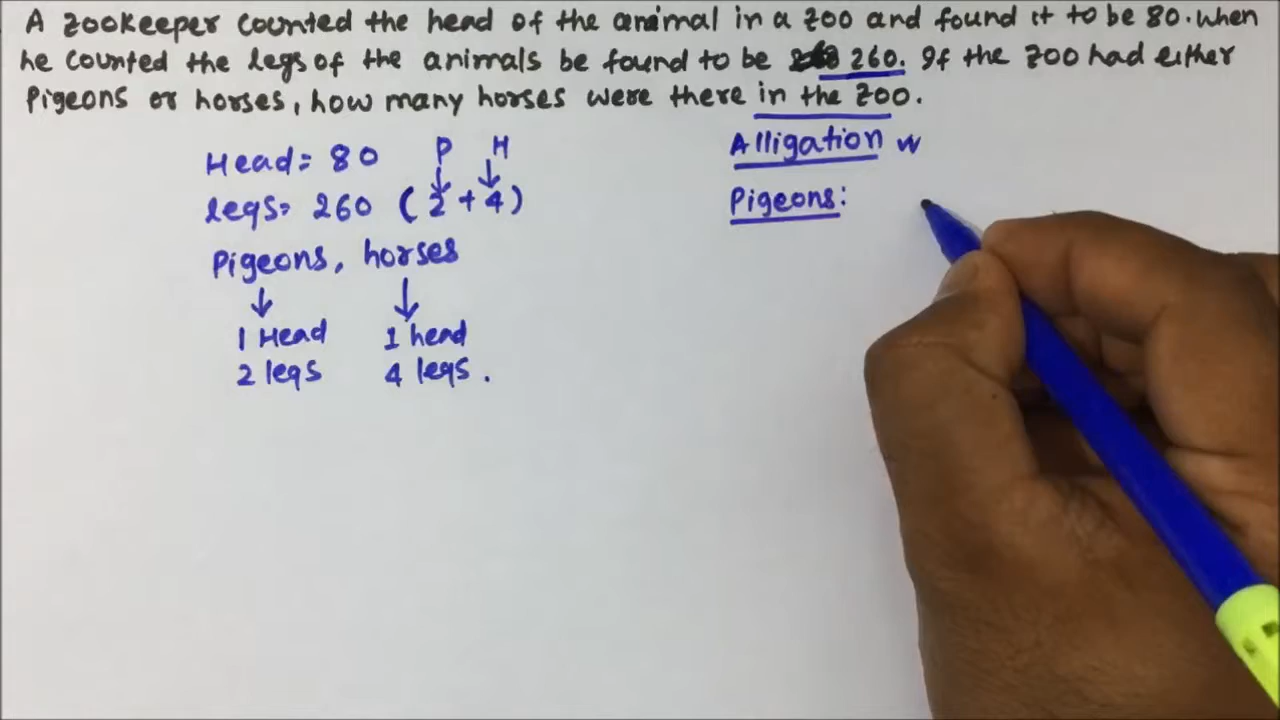 A zookeeper counted the head of the animal in a zoo and found it to be 80. when
he counted the legs of the animals be found to be 260. If the zoo had either
Pigeons or horses, how many horses were there in the zoo.
Head= 80 P H
legs= 260 (2 + 4)
Pigeons, horses
1 Head 1 head
2 legs 4 legs.
Alligation
Pigeons: